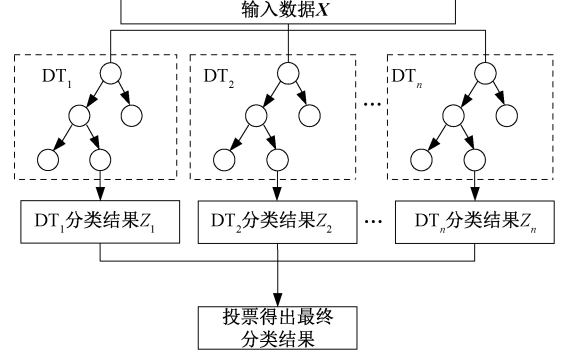 输入数据X
DT1 DT2 … DTn
DT1分类结果Z1 DT2分类结果Z2 … DTn分类结果Zn
投票得出最终
分类结果